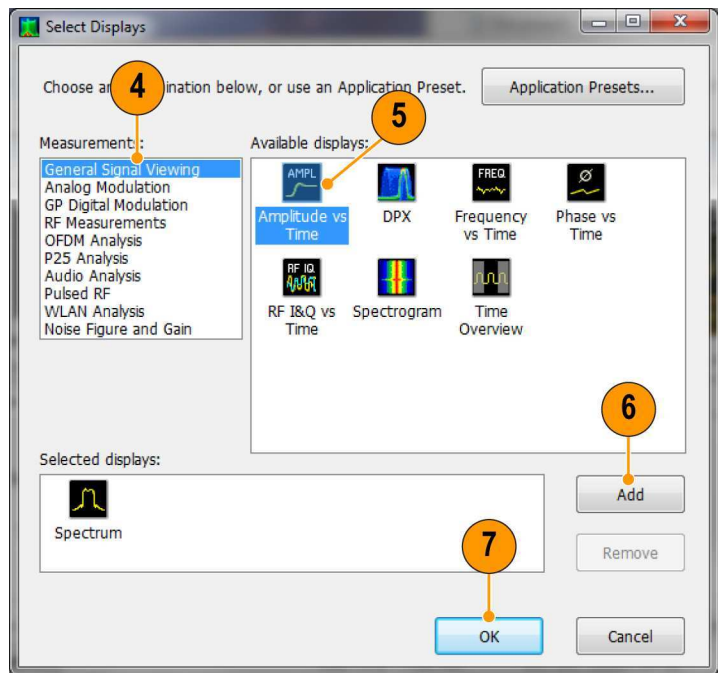 Select Displays
Choose an
4
ination below, or use an Application Preset.
Application Presets...
5
Measurements:
Available displays:
General Signal Viewing
Analog Modulation
GP Digital Modulation
RF Measurements
OFDM Analysis
P25 Analysis
Audio Analysis
Pulsed RF
WLAN Analysis
Noise Figure and Gain
AMPL
Amplitude vs
Time
DPX
FREQ
Frequency
vs Time
Ø
Phase vs
Time
RF IQ
RF I&Q vs
Time
Spectrogram
Time
Overview
6
Selected displays:
Spectrum
Add
Remove
7
OK
Cancel